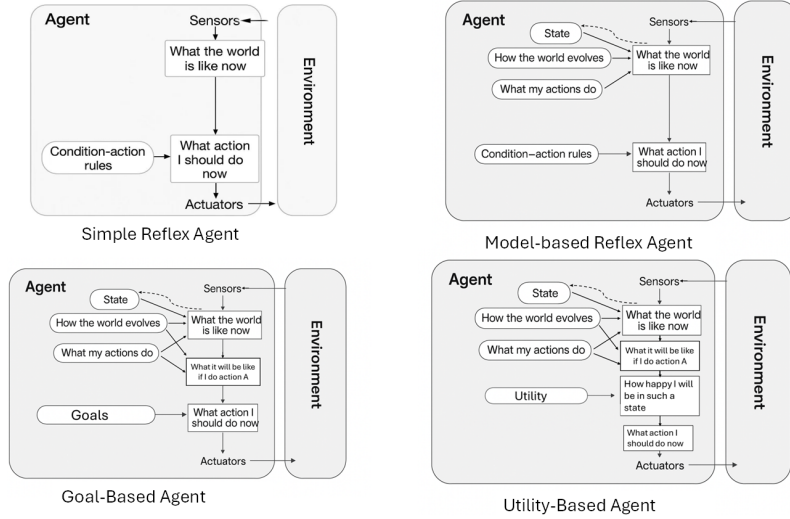 Agent
Sensors
What the world
is like now
Environment
Condition-action
rules
What action
I should do
now
Actuators
Simple Reflex Agent
Agent
Sensors
State
How the world evolves
What my actions do
What the world
is like now
Environment
Condition–action rules
What action I
should do now
Actuators
Model-based Reflex Agent
Agent
Sensors
State
How the world evolves
What my actions do
What the world
is like now
What it will be like
if I do action A
Environment
Goals
What action I
should do now
Actuators
Goal-Based Agent
Agent
Sensors
State
How the world evolves
What my actions do
What the world
is like now
What it will be like
if I do action A
Environment
Utility
How happy I will
be in such a
state
What action I
should do now
Actuators
Utility-Based Agent